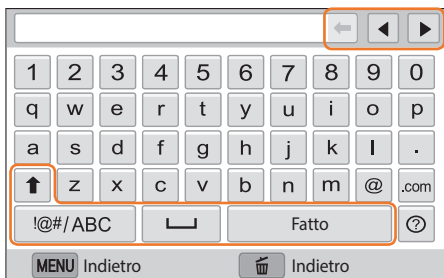 1 2 3 4 5 6 7 8 9 0
q w e r t y u i o p
a s d f g h j k l .
z x c v b n m @ .com
!@#/ABC Fatto ?
MENU Indietro Indietro